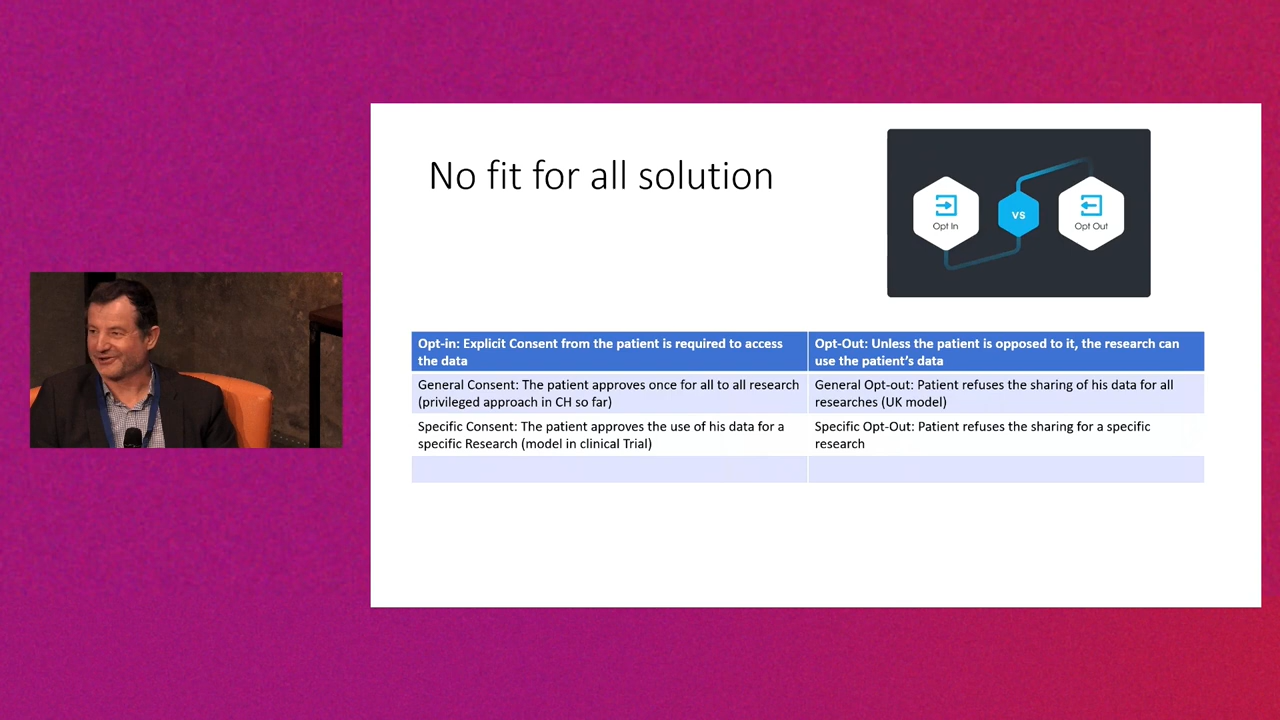 No fit for all solution
Opt In
VS
Opt Out
Opt-in: Explicit Consent from the patient is required to access
the data
Opt-Out: Unless the patient is opposed to it, the research can
use the patient's data
General Consent: The patient approves once for all to all research
(privileged approach in CH so far)
General Opt-out: Patient refuses the sharing of his data for all
researches (UK model)
Specific Consent: The patient approves the use of his data for a
specific Research (model in clinical Trial)
Specific Opt-Out: Patient refuses the sharing for a specific
research